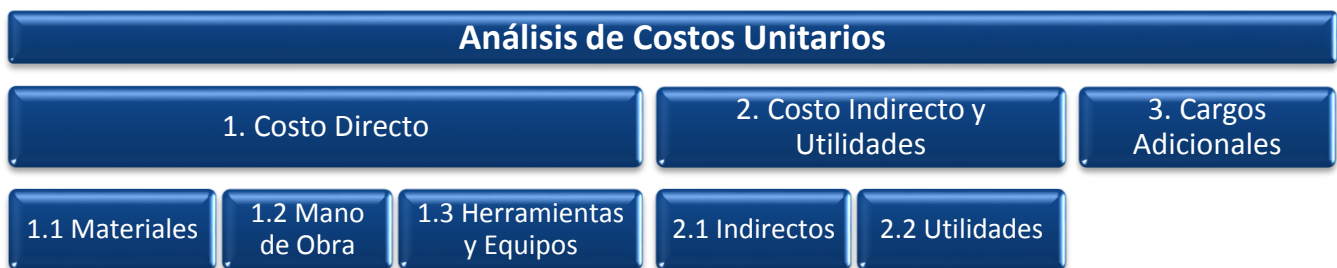 Análisis de Costos Unitarios
1. Costo Directo
2. Costo Indirecto y
Utilidades
3. Cargos
Adicionales
1.1 Materiales
1.2 Mano
de Obra
1.3 Herramientas
y Equipos
2.1 Indirectos
2.2 Utilidades